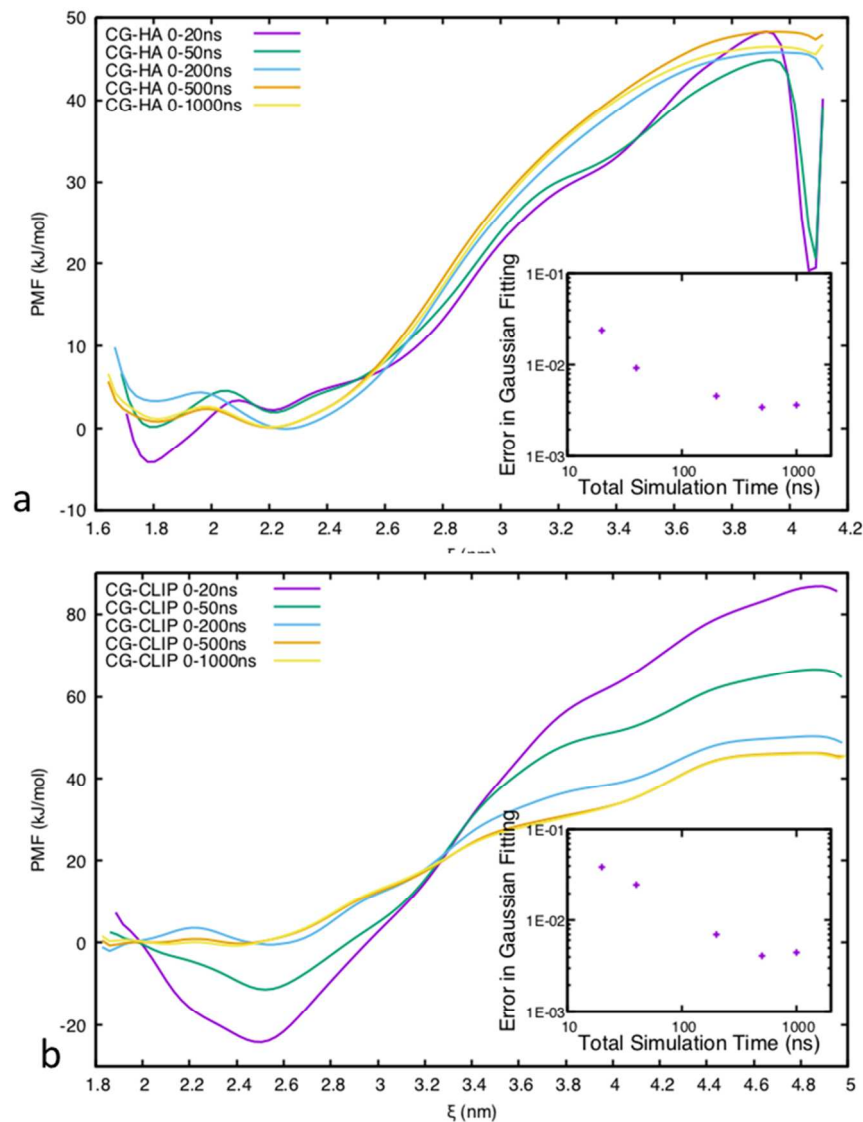 CG-HA 0-20ns
CG-HA 0-50ns
CG-HA 0-200ns
CG-HA 0-500ns
CG-HA 0-1000ns
50
40
30
20
10
0
-10
PMF (kJ/mol)
1E-01
1E-02
1E-03
Error in Gaussian Fitting
10 100 1000
Total Simulation Time (ns)
a
1.6 1.8 2 2.2 2.4 2.6 2.8 3 3.2 3.4 3.6 3.8 4 4.2
CG-CLIP 0-20ns
CG-CLIP 0-50ns
CG-CLIP 0-200ns
CG-CLIP 0-500ns
CG-CLIP 0-1000ns
80
60
40
20
0
-20
PMF (kJ/mol)
1E-01
1E-02
1E-03
Error in Gaussian Fitting
10 100 1000
Total Simulation Time (ns)
b
1.8 2 2.2 2.4 2.6 2.8 3 3.2 3.4 3.6 3.8 4 4.2 4.4 4.6 4.8 5
ξ (nm)